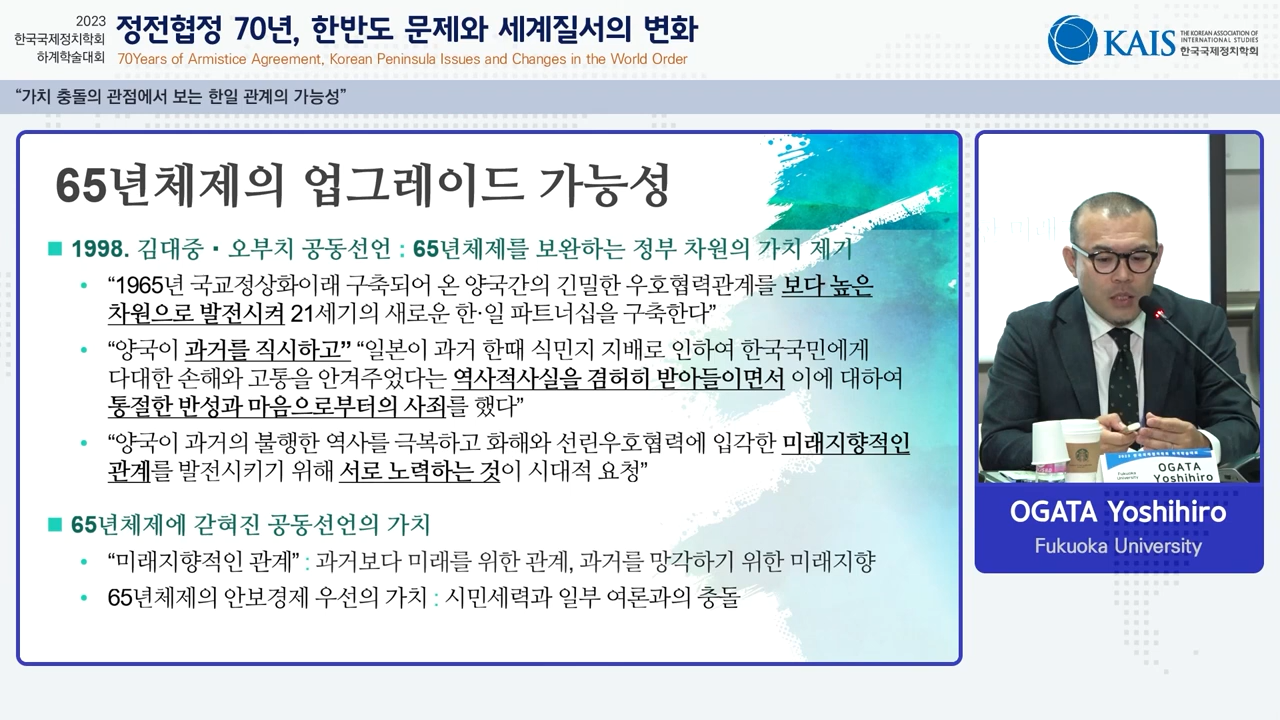 2023
한국국제정치학회
하계학술대회
정전협정 70년, 한반도 문제와 세계질서의 변화
70Years of Armistice Agreement, Korean Peninsula Issues and Changes in the World Order
KAIS
THE KOREAN ASSOCIATION OF
INTERNATIONAL STUDIES
한국국제정치학회
“가치 충돌의 관점에서 보는 한일 관계의 가능성”
65년체제의 업그레이드 가능성
■ 1998. 김대중·오부치 공동선언 : 65년체제를 보완하는 정부 차원의 가치 제기
• “1965년 국교정상화이래 구축되어 온 양국간의 긴밀한 우호협력관계를 보다 높은
차원으로 발전시켜 21세기의 새로운 한·일 파트너십을 구축한다”
• “양국이 과거를 직시하고” “일본이 과거 한때 식민지 지배로 인하여 한국국민에게
다대한 손해와 고통을 안겨주었다는 역사적사실을 겸허히 받아들이면서 이에 대하여
통절한 반성과 마음으로부터의 사죄를 했다”
• “양국이 과거의 불행한 역사를 극복하고 화해와 선린우호협력에 입각한 미래지향적인
관계를 발전시키기 위해 서로 노력하는 것이 시대적 요청”
■ 65년체제에 갇혀진 공동선언의 가치
• “미래지향적인 관계” : 과거보다 미래를 위한 관계, 과거를 망각하기 위한 미래지향
• 65년체제의 안보경제 우선의 가치 : 시민세력과 일부 여론과의 충돌
미래
Fukuoka
University
OGATA
Yoshihiro
OGATA Yoshihiro
Fukuoka University